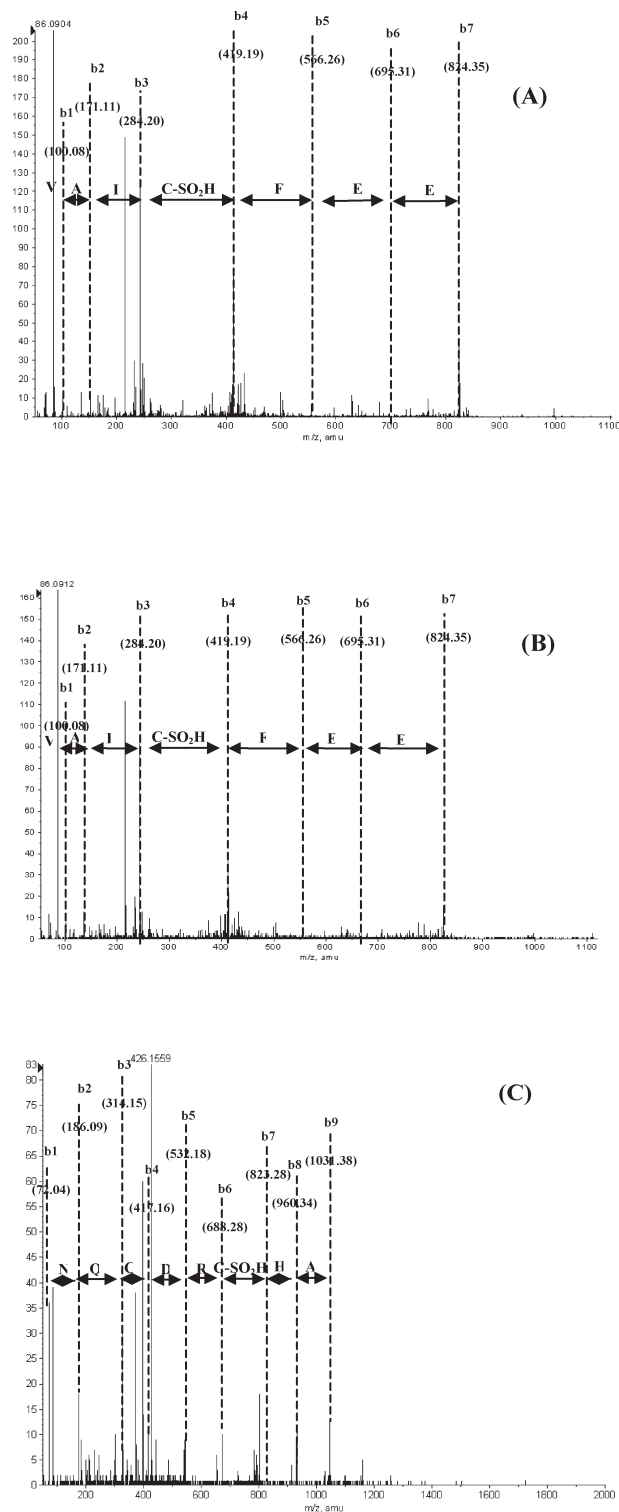 86.0904
b4
b5
b6
b7
(419.19)
(566.26)
(695.31)
(824.35)
b2
b3
b1
(171.11)
(284.20)
(100.08)
(A)
V A I C-SO2H F E E
200
190
180
170
160
150
140
130
120
110
100
90
80
70
60
50
40
30
20
10
0
100 200 300 400 500 600 700 800 900 1000 1100
m/z, amu
86.0912
b3
b4
b5
b6
b7
b2
(284.20)
(419.19)
(566.26)
(695.31)
(824.35)
(171.11)
b1
(100.08)
(B)
V A I C-SO2H F E E
160
150
140
130
120
110
100
90
80
70
60
50
40
30
20
10
0
100 200 300 400 500 600 700 800 900 1000 1100
m/z, amu
83
426.1559
b3
b2
(314.15)
(186.09)
b5
b9
b1
b7
(532.18)
(1031.38)
(72.04)
b4
b8
(823.28)
(417.16)
b6
(960.34)
(688.28)
(C)
N Q C D R C-SO2H H A
80
75
70
65
60
55
50
45
40
35
30
25
20
15
10
5
0
200 400 600 800 1000 1200 1400 1600 1800 2000
m/z, amu